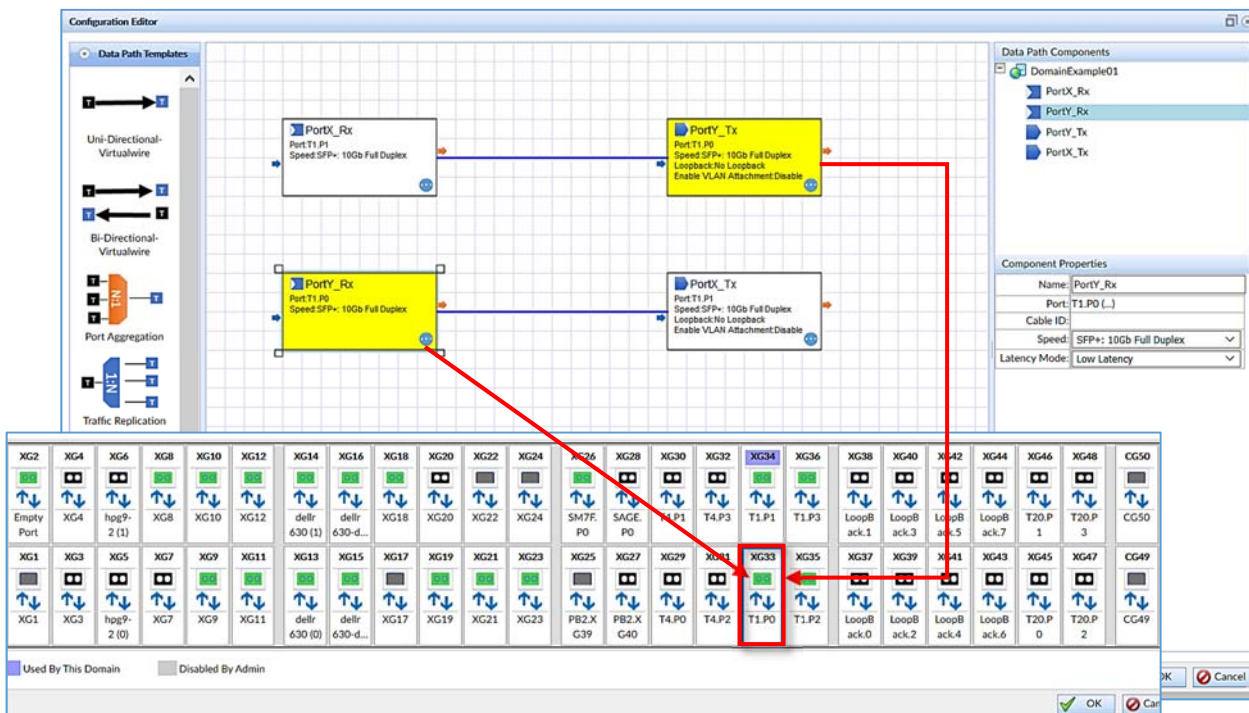 Configuration Editor
Data Path Templates
Uni-Directional-
Virtualwire
Bi-Directional-
Virtualwire
N:1
Port Aggregation
1:N
Traffic Replication
PortX_Rx
Port:T1.P1
Speed:SFP+: 10Gb Full Duplex
PortY_Tx
Port:T1.P0
Speed:SFP+: 10Gb Full Duplex
Loopback:No Loopback
Enable VLAN Attachment:Disable
PortY_Rx
Port:T1.P0
Speed:SFP+: 10Gb Full Duplex
PortX_Tx
Port:T1.P1
Speed:SFP+: 10Gb Full Duplex
Loopback:No Loopback
Enable VLAN Attachment:Disable
Data Path Components
DomainExample01
PortX_Rx
PortY_Rx
PortY_Tx
PortX_Tx
Component Properties
Name: PortY_Rx
Port: T1.P0 (...)
Cable ID:
Speed: SFP+: 10Gb Full Duplex
Latency Mode: Low Latency
XG2 XG4 XG6 XG8 XG10 XG12 XG14 XG16 XG18 XG20 XG22 XG24 XG26 XG28 XG30 XG32 XG34 XG36 XG38 XG40 XG42 XG44 XG46 XG48 CG50
Empty XG4 hpg9- XG8 XG10 XG12 dellr dellr XG18 XG20 XG22 XG24 SM7F. SAGE. T4.P1 T4.P3 T1.P1 T1.P3 LoopB LoopB LoopB LoopB T20.P T20.P CG50
Port 2 (1) 630 (1) 630-d... P0 P0 ack.1 ack.3 ack.5 ack.7 1 3
XG1 XG3 XG5 XG7 XG9 XG11 XG13 XG15 XG17 XG19 XG21 XG23 XG25 XG27 XG29 XG31 XG33 XG35 XG37 XG39 XG41 XG43 XG45 XG47 CG49
XG1 XG3 hpg9- XG7 XG9 XG11 dellr dellr XG17 XG19 XG21 XG23 PB2.X PB2.X T4.P0 T4.P2 T1.P0 T1.P2 LoopB LoopB LoopB LoopB T20.P T20.P CG49
2 (0) 630 (0) 630-d... G39 G40 ack.0 ack.2 ack.4 ack.6 0 2
Used By This Domain Disabled By Admin
Cancel
OK